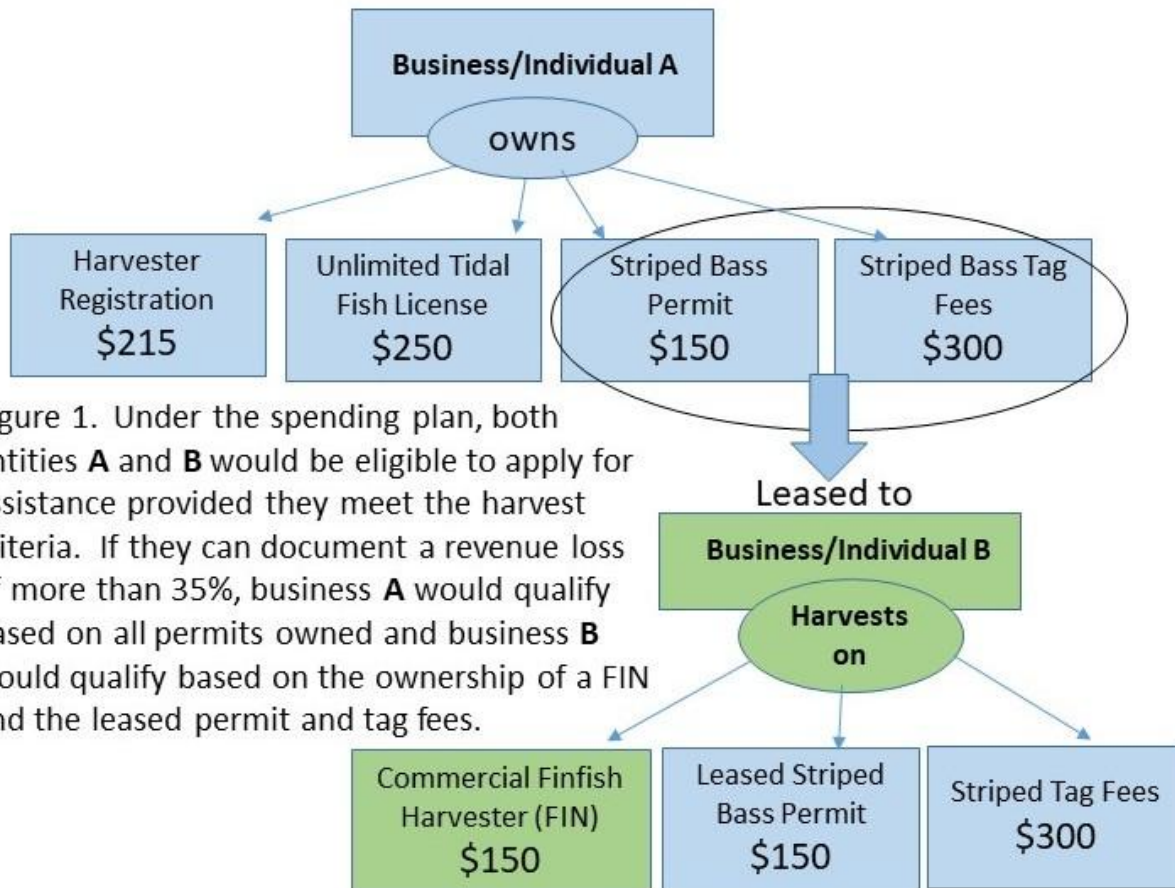 Business/Individual A
owns
Harvester
Registration
$215
Unlimited Tidal
Fish License
$250
Striped Bass
Permit
$150
Striped Bass Tag
Fees
$300
gure 1. Under the spending plan, both
ntities A and B would be eligible to apply for
ssistance provided they meet the harvest
iteria. If they can document a revenue loss
f more than 35%, business A would qualify
ased on all permits owned and business B
ould qualify based on the ownership of a FIN
nd the leased permit and tag fees.
Leased to
Business/Individual B
Harvests
on
Commercial Finfish
Harvester (FIN)
$150
Leased Striped
Bass Permit
$150
Striped Tag Fees
$300